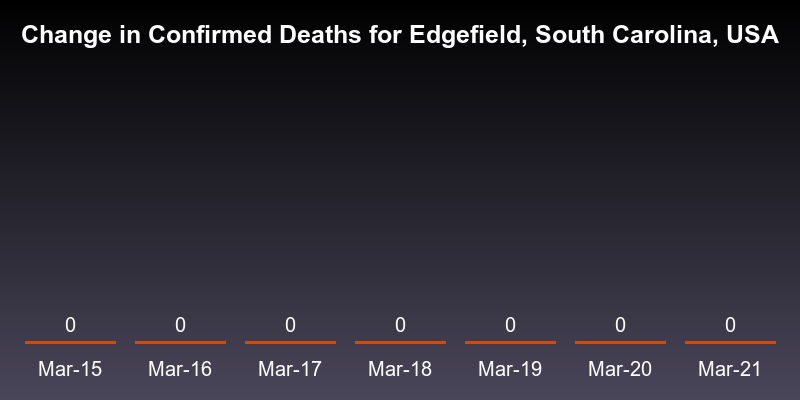 Change in Confirmed Deaths for Edgefield, South Carolina, USA
0 0 0 0 0 0 0
Mar-15 Mar-16 Mar-17 Mar-18 Mar-19 Mar-20 Mar-21